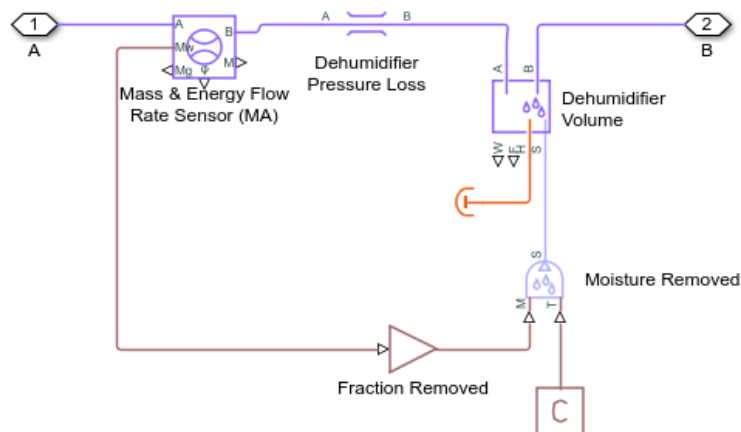 1
A
A
Mw
Mg
φ
B
M
Mass & Energy Flow
Rate Sensor (MA)
A
B
Dehumidifier
Pressure Loss
2
B
A
B
Dehumidifier
Volume
W
F
H
S
S
M
T
Moisture Removed
Fraction Removed
C